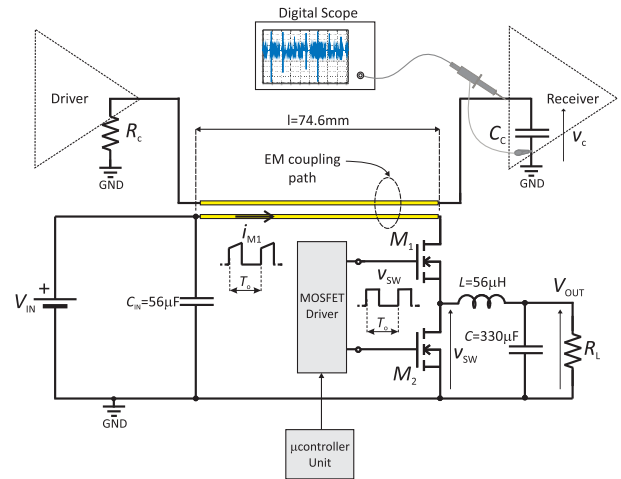 Digital Scope
Driver
R_c
GND
l=74.6mm
EM coupling
path
Receiver
C_C
v_c
GND
i_M1
T_o
V_IN
+
C_IN=56µF
GND
MOSFET
Driver
v_SW
T_o
M_1
M_2
L=56µH
v_SW
C=330µF
V_OUT
R_L
µcontroller
Unit